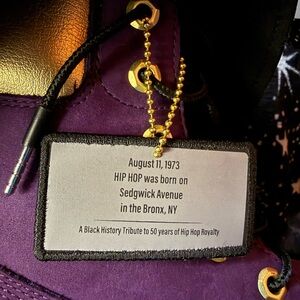 August 11, 1973
HIP HOP was born on
Sedgwick Avenue
in the Bronx, NY
A Black History Tribute to 50 years of Hip Hop Royalty